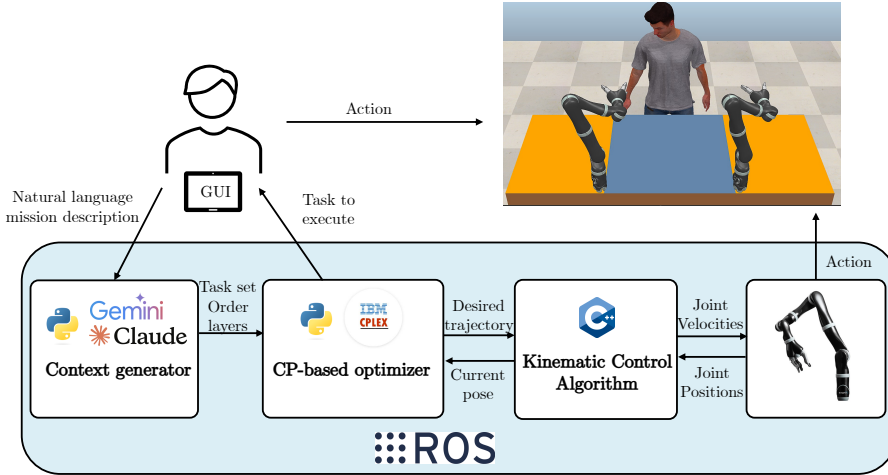 Action
GUI
Natural language
mission description
Task to
execute
Action
Gemini
Claude
Context generator
Task set
Order
layers
IBM
CPLEX
CP-based optimizer
Desired
trajectory
Current
pose
C++
Kinematic Control
Algorithm
Joint
Velocities
Joint
Positions
ROS